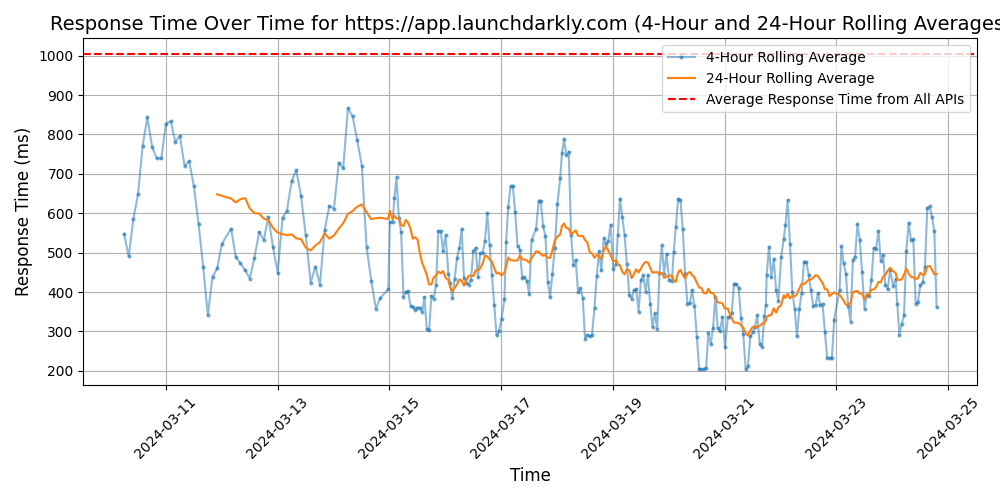 Response Time Over Time for https://app.launchdarkly.com (4-Hour and 24-Hour Rolling Averages
4-Hour Rolling Average
24-Hour Rolling Average
Average Response Time from All APIs
Response Time (ms)
1000
900
800
700
600
500
400
300
200
2024-03-11
2024-03-13
2024-03-15
2024-03-17
2024-03-19
2024-03-21
2024-03-23
2024-03-25
Time